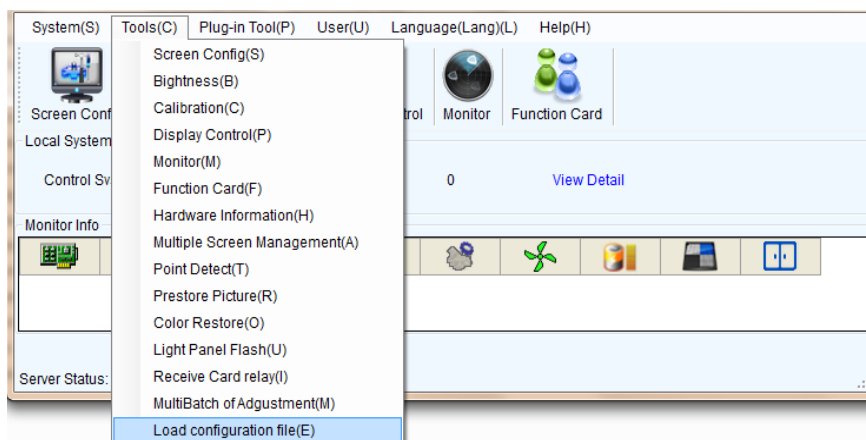 System(S) Tools(C) Plug-in Tool(P) User(U) Language(Lang)(L) Help(H)
Screen Config(S)
Bightness(B)
Calibration(C)
Display Control(P)
Monitor(M)
Function Card(F)
Hardware Information(H)
Multiple Screen Management(A)
Point Detect(T)
Prestore Picture(R)
Color Restore(O)
Light Panel Flash(U)
Receive Card relay(I)
MultiBatch of Adgustment(M)
Load configuration file(E)
Screen Conf
trol Monitor Function Card
Local System
Control Sy
0 View Detail
Monitor Info
Server Status: